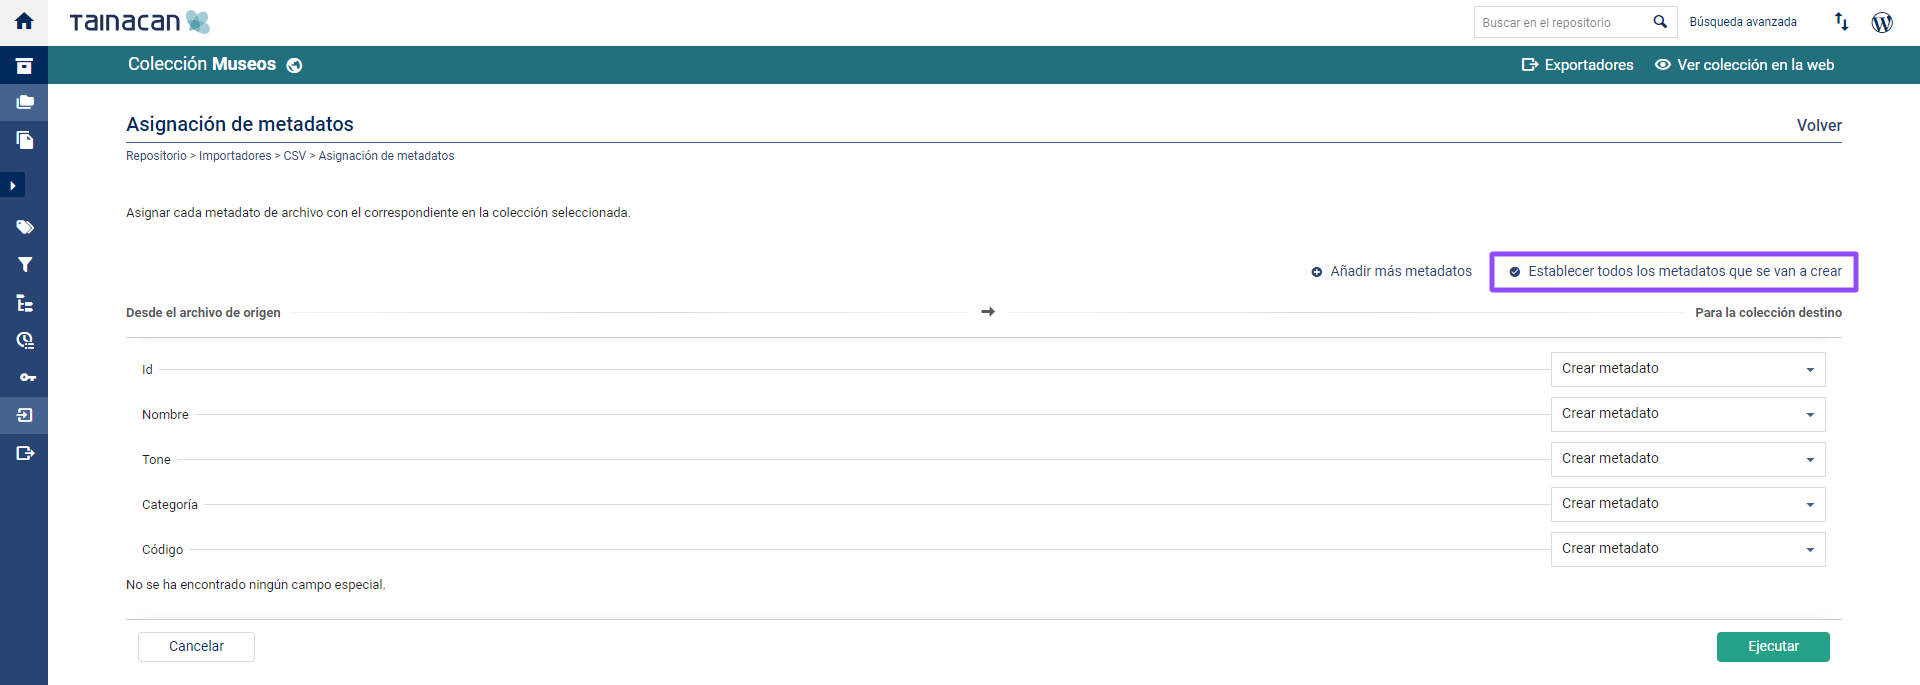 TAINACAN
Buscar en el repositorio
Búsqueda avanzada
Colección Museos
Exportadores
Ver colección en la web
Asignación de metadatos
Volver
Repositorio > Importadores > CSV > Asignación de metadatos
Asignar cada metadato de archivo con el correspondiente en la colección seleccionada.
Añadir más metadatos
Establecer todos los metadatos que se van a crear
Desde el archivo de origen
Para la colección destino
Id
Crear metadato
Nombre
Crear metadato
Tone
Crear metadato
Categoría
Crear metadato
Código
Crear metadato
No se ha encontrado ningún campo especial.
Cancelar
Ejecutar